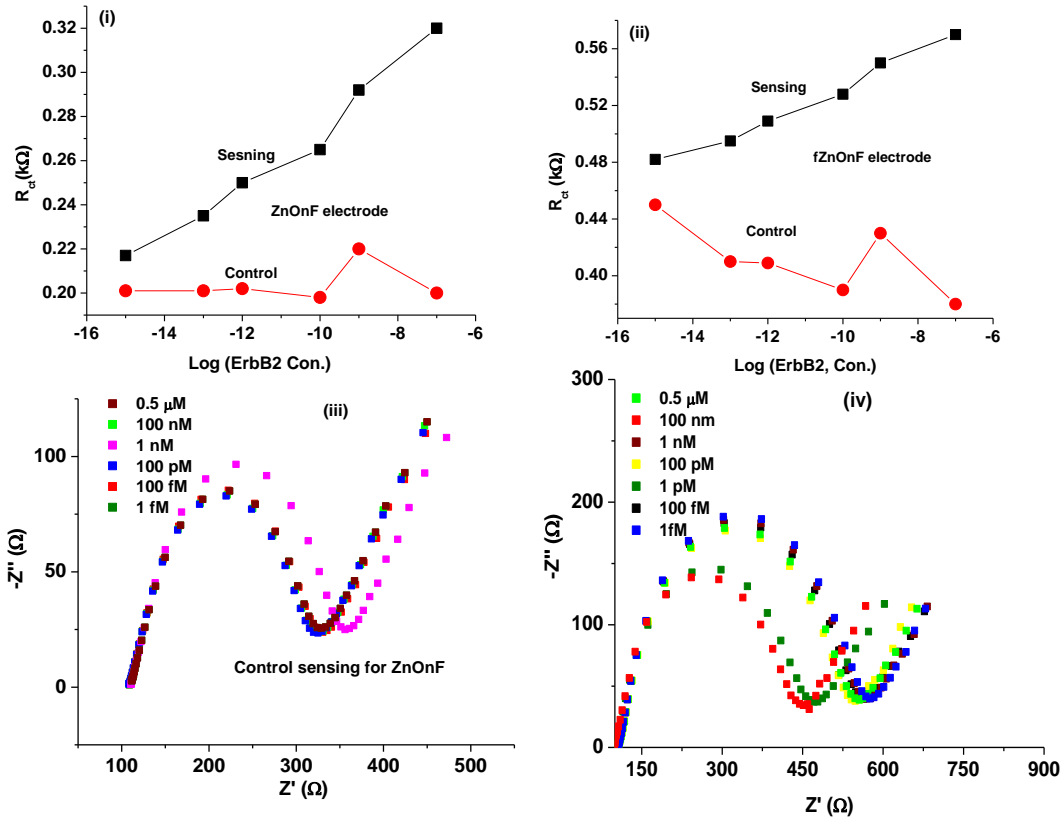 (i)
0.32
0.30
0.28
0.26
0.24
0.22
0.20
R_ct(kΩ)
Sesning
ZnOnF electrode
Control
-16
-14
-12
-10
-8
-6
Log (ErbB2 Con.)
(ii)
0.56
0.52
0.48
0.44
0.40
R_ct (kΩ)
Sensing
fZnOnF electrode
Control
-16
-14
-12
-10
-8
-6
Log (ErbB2, Con.)
(iii)
0.5 μM
100 nM
1 nM
100 pM
100 fM
1 fM
100
50
0
-Z'' (Ω)
Control sensing for ZnOnF
100
200
300
400
500
Z' (Ω)
(iv)
0.5 μM
100 nm
1 nM
100 pM
1 pM
100 fM
1fM
300
200
100
0
-Z'' (Ω)
150
300
450
600
750
900
Z' (Ω)